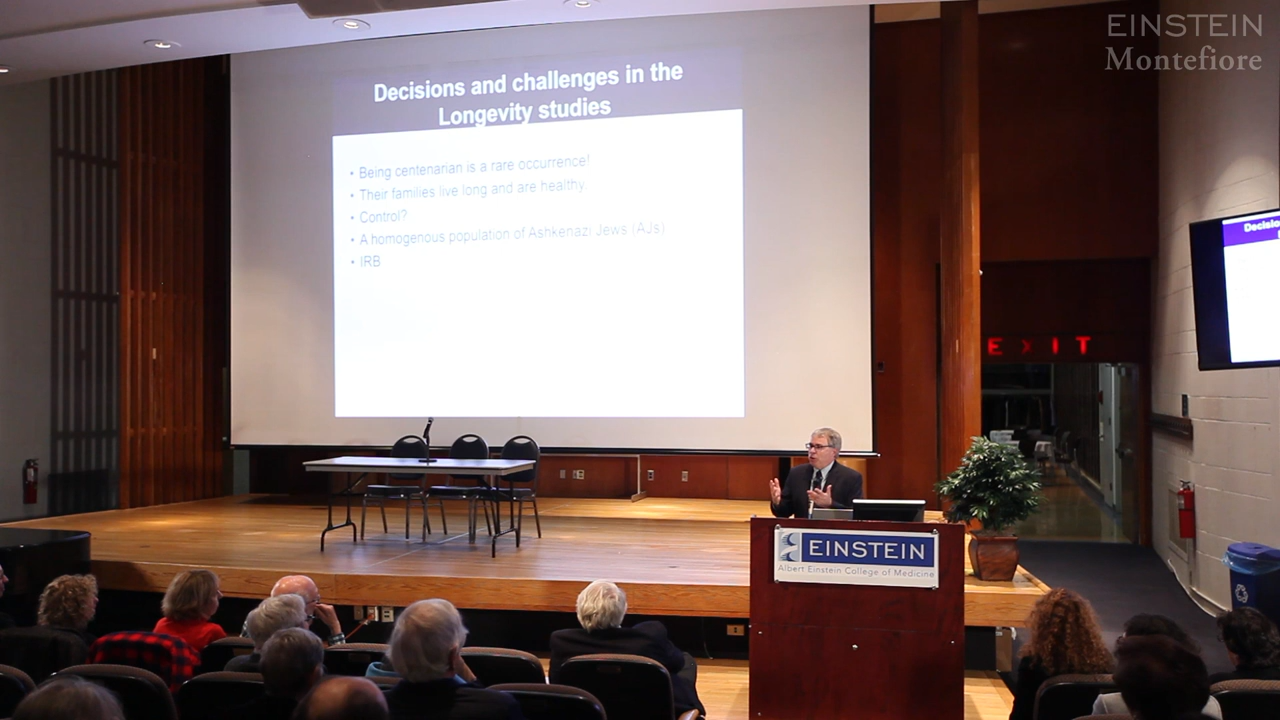 EINSTEIN
Montefiore
Decisions and challenges in the
Longevity studies
• Being centenarian is a rare occurrence!
• Their families live long and are healthy.
• Control?
• A homogenous population of Ashkenazi Jews (AJs)
• IRB
Decisio
EXIT
EINSTEIN
Albert Einstein College of Medicine